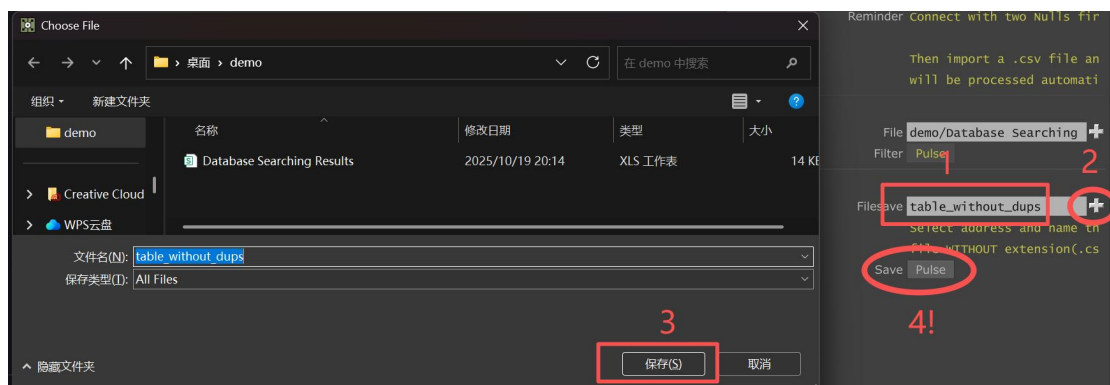 Choose File
桌面 › demo
在 demo 中搜索
组织
新建文件夹
demo
名称
修改日期
类型
大小
Database Searching Results
2025/10/19 20:14
XLS 工作表
14 KE
Creative Cloud
WPS云盘
文件名(N):
table_without_dups
保存类型(T):
All Files
3
隐藏文件夹
保存(S)
取消
Reminder Connect with two Nulls fir
Then import a .csv file an
will be processed automati
File demo/Database Searching
Filter Pulse
1
2
Filesave table_without_dups
Select address and name th
file WITHOUT extension(.cs
Save Pulse
4!